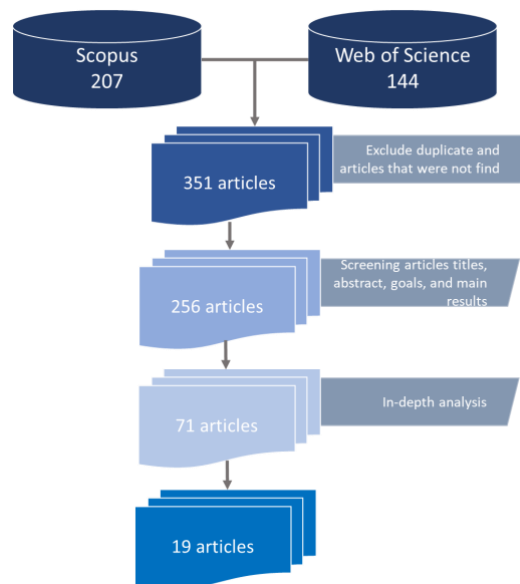 Scopus
207
Web of Science
144
351 articles
Exclude duplicate and
articles that were not find
256 articles
Screening articles titles,
abstract, goals, and main
results
71 articles
In-depth analysis
19 articles